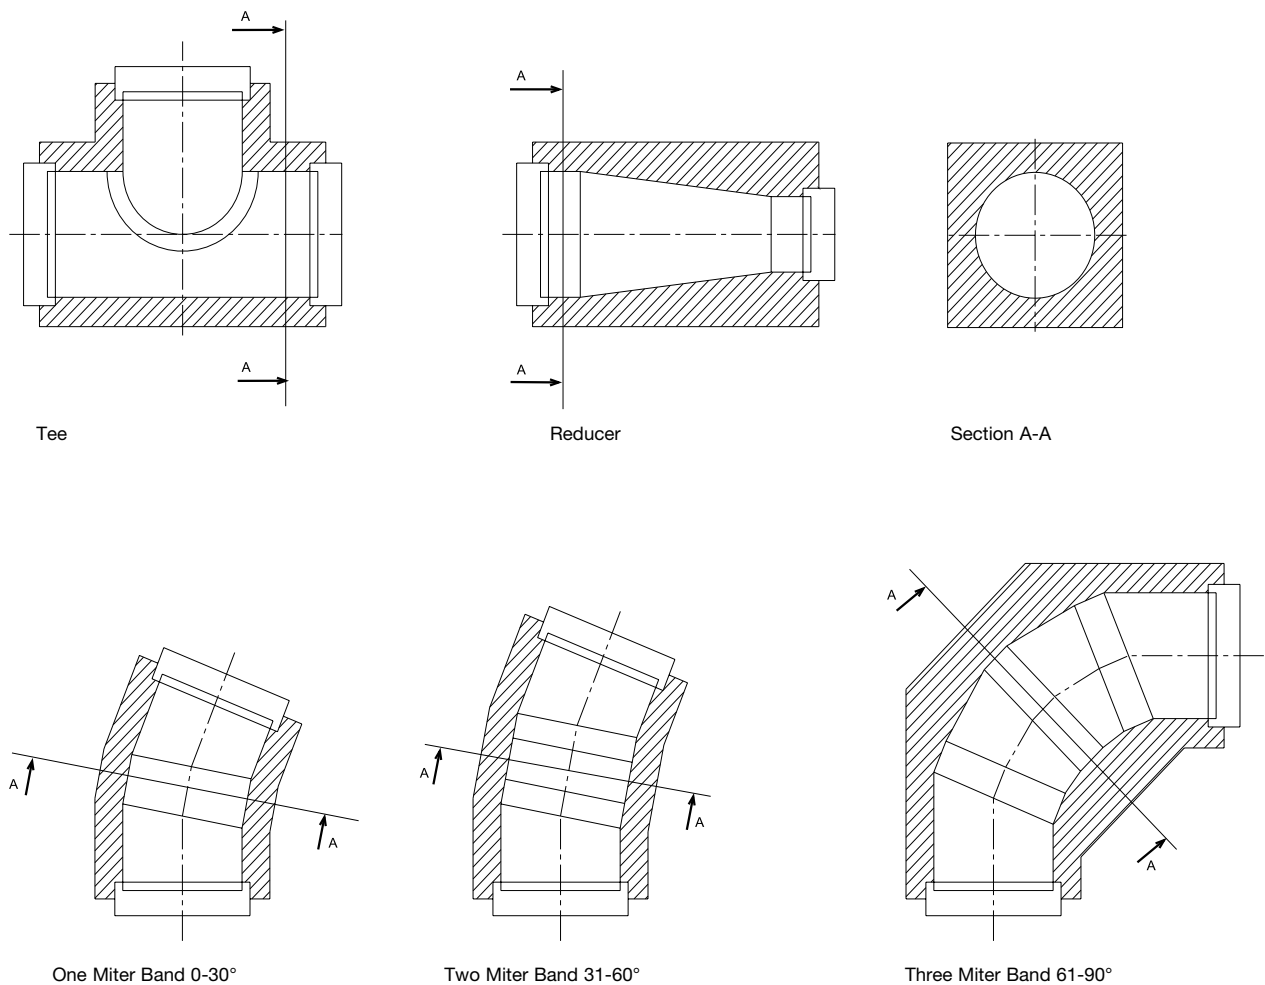 A
A
A
A
Tee
Reducer
Section A-A
A
A
A
A
A
A
One Miter Band 0-30°
Two Miter Band 31-60°
Three Miter Band 61-90°